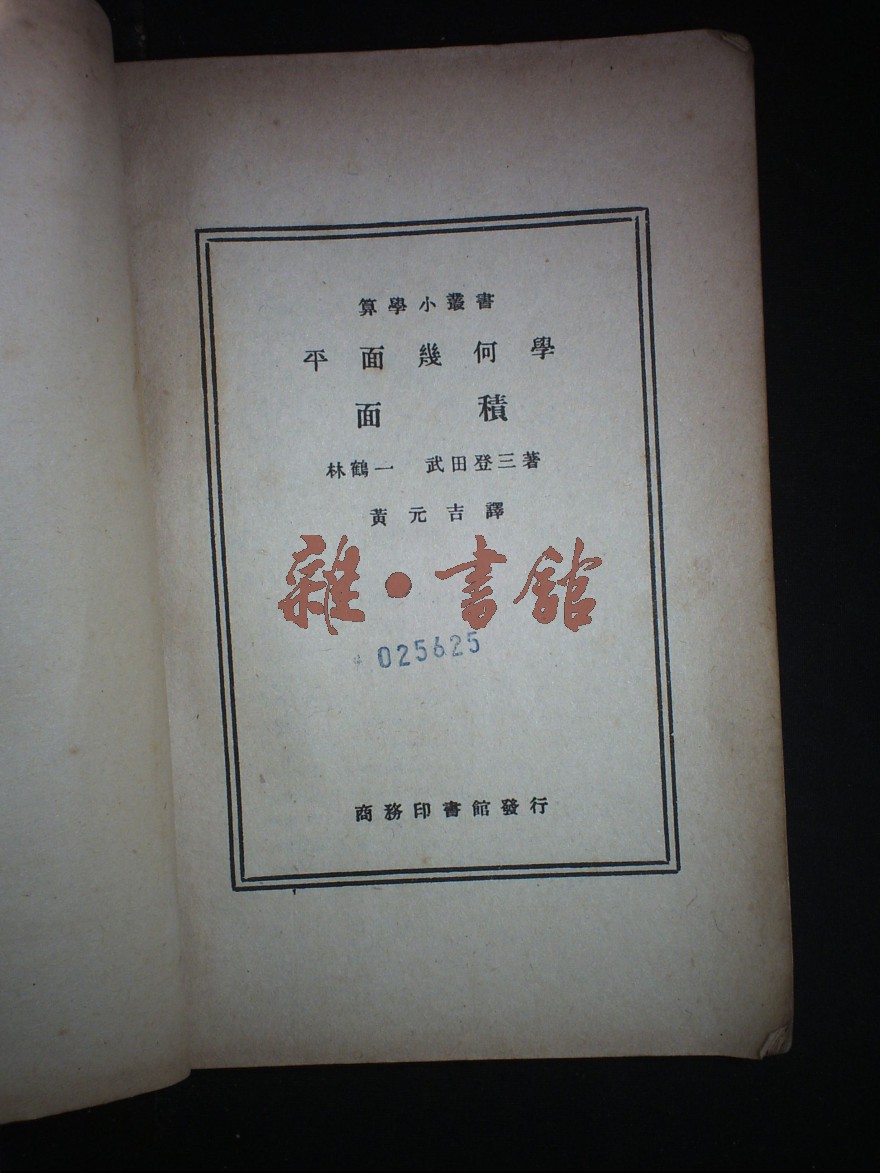 算學小叢書
平面幾何學
面積
林鶴一 武田登三著
黃元吉譯
雜·書館
025625
商務印書館發行